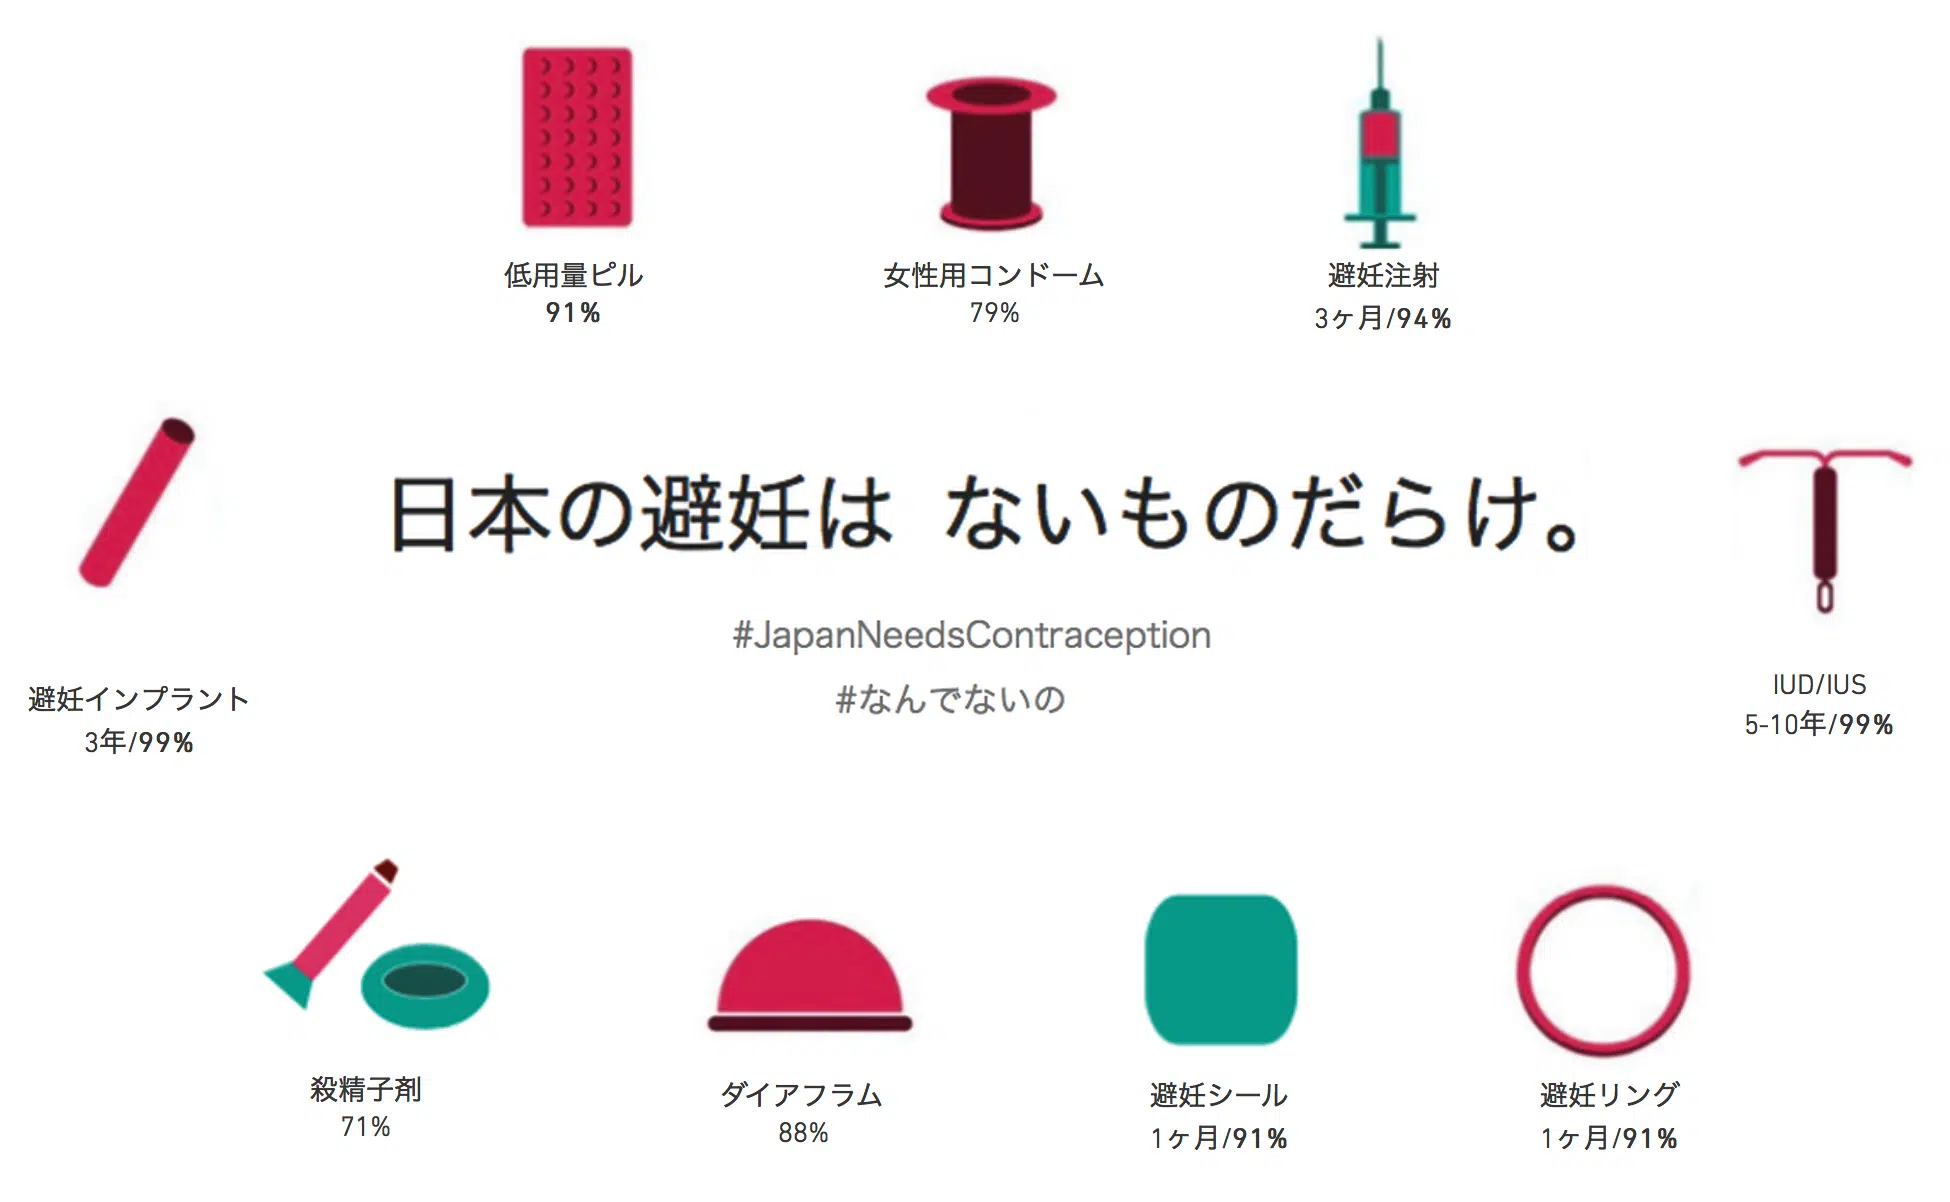 低用量ピル
91%
女性用コンドーム
79%
避妊注射
3ヶ月/94%
避妊インプラント
3年/99%
日本の避妊は ないものだらけ。
#JapanNeedsContraception
#なんでないの
IUD/IUS
5-10年/99%
殺精子剤
71%
ダイアフラム
88%
避妊シール
1ヶ月/91%
避妊リング
1ヶ月/91%